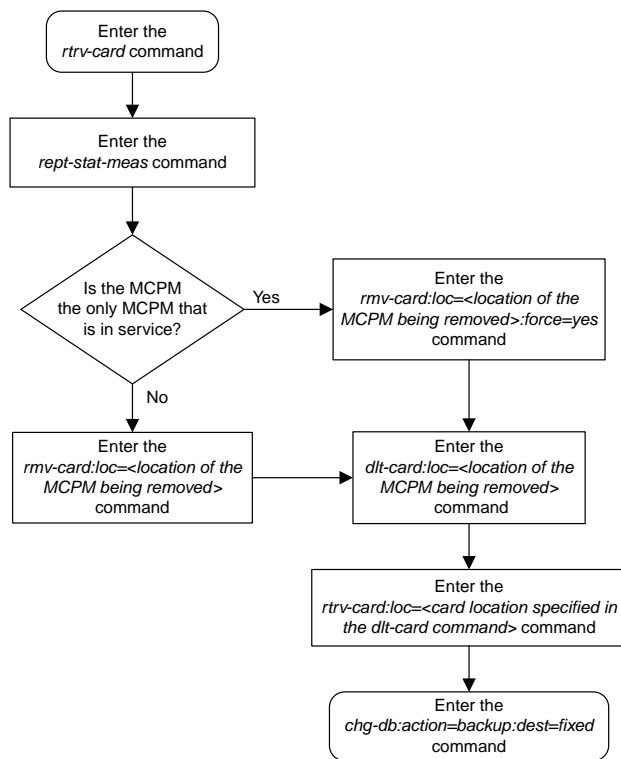 Enter the
rtrv-card command
Enter the
rept-stat-meas command
Is the MCPM
the only MCPM that
is in service?
Yes
Enter the
rmv-card:loc=<location of the
MCPM being removed>:force=yes
command
No
Enter the
rmv-card:loc=<location of the
MCPM being removed>
command
Enter the
dlt-card:loc=<location of the
MCPM being removed>
command
Enter the
rtrv-card:loc=<card location specified in
the dlt-card command> command
Enter the
chg-db:action=backup:dest=fixed
command